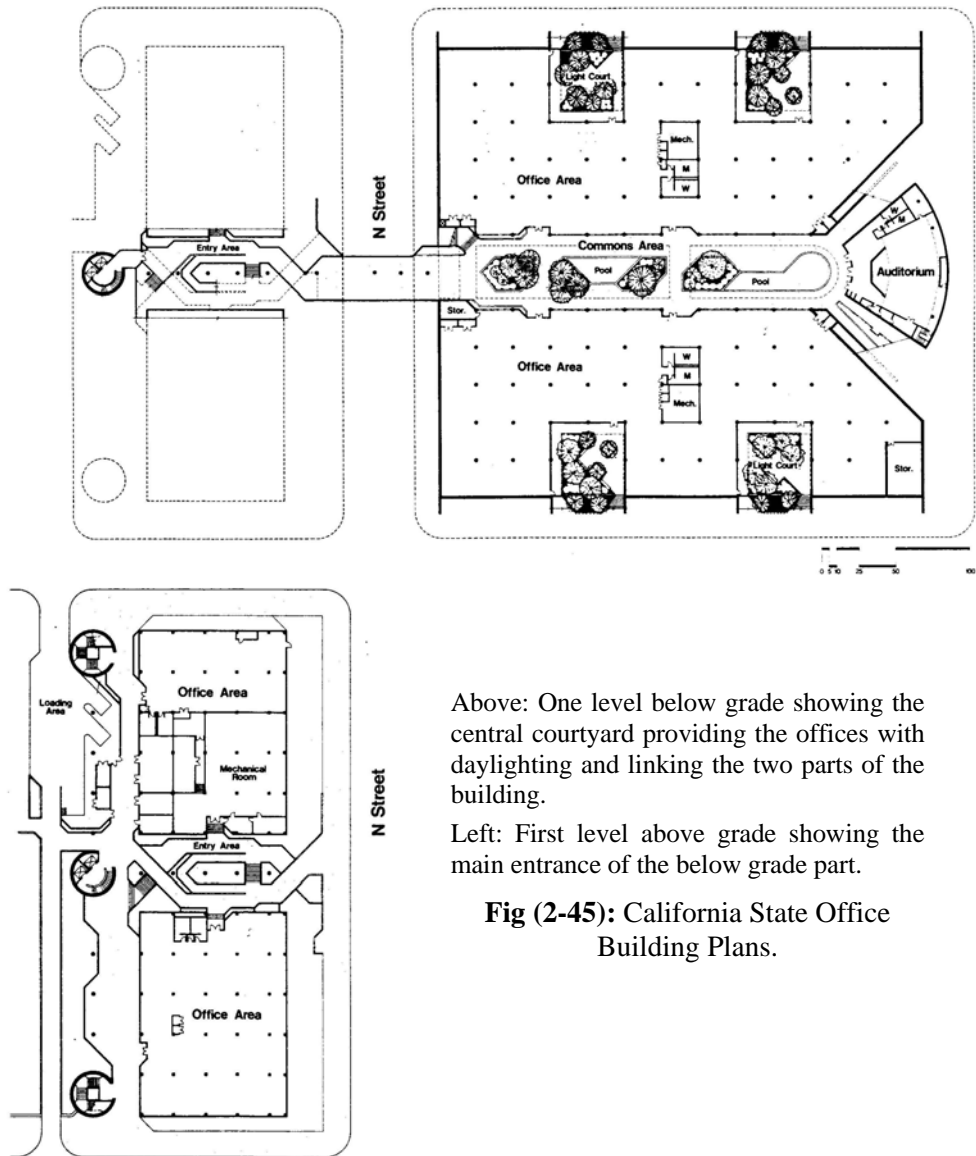 Light Court
Mech.
M
W
Office Area
N Street
Entry Area
Commons Area
Pool
Pool
W
M
Auditorium
Stor.
Office Area
W
M
Mech.
Light Court
Stor.
0 5 10 25 50 100
Office Area
Loading
Area
Mechanical
Room
N Street
Entry Area
Office Area
Above: One level below grade showing the
central courtyard providing the offices with
daylighting and linking the two parts of the
building.
Left: First level above grade showing the
main entrance of the below grade part.
Fig (2-45): California State Office
Building Plans.